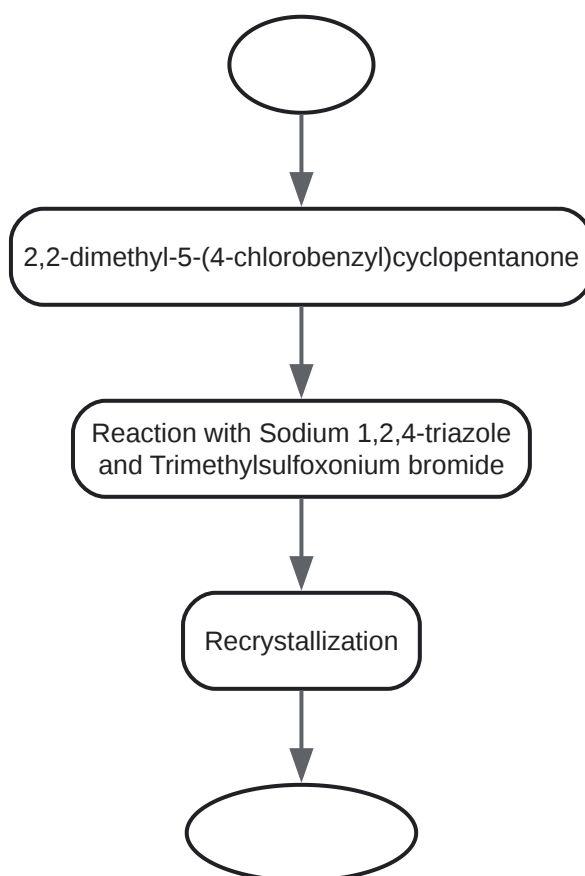 2,2-dimethyl-5-(4-chlorobenzyl)cyclopentanone
Reaction with Sodium 1,2,4-triazole
and Trimethylsulfoxonium bromide
Recrystallization